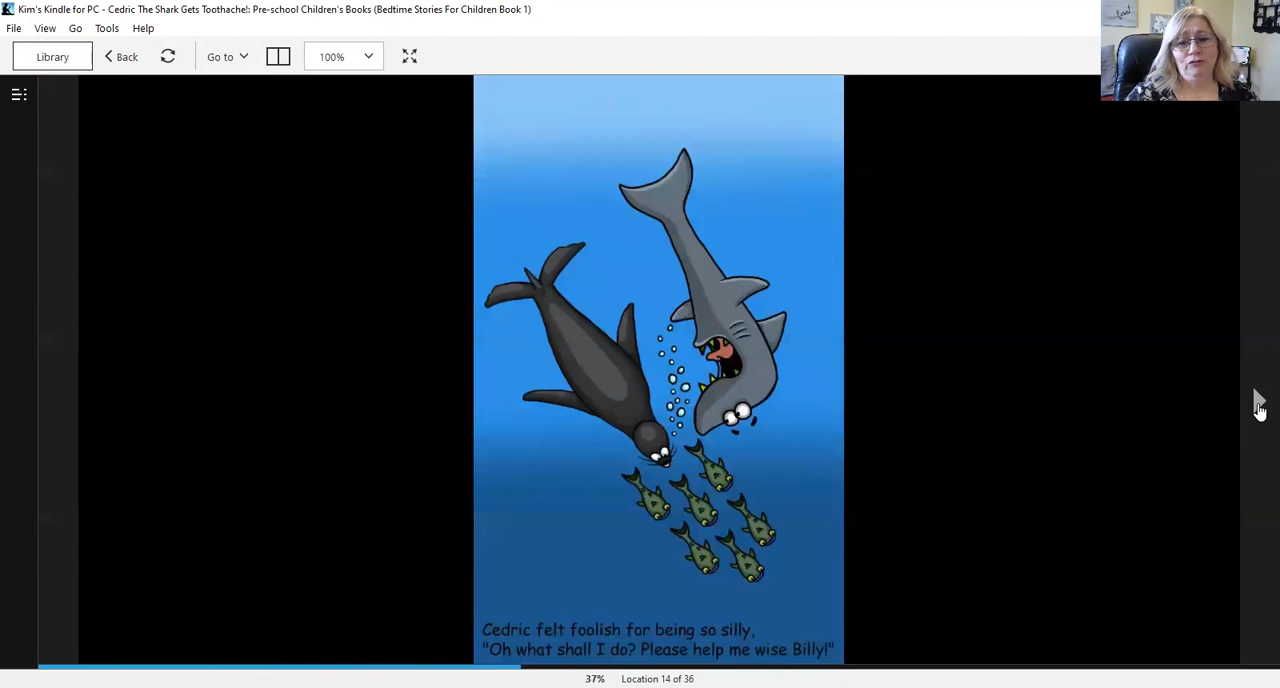 Kim's Kindle for PC - Cedric The Shark Gets Toothache!: Pre-school Children's Books (Bedtime Stories For Children Book 1)
File View Go Tools Help
Library Back Go to 100%
Cedric felt foolish for being so silly,
"Oh what shall I do? Please help me wise Billy!"
37% Location 14 of 36